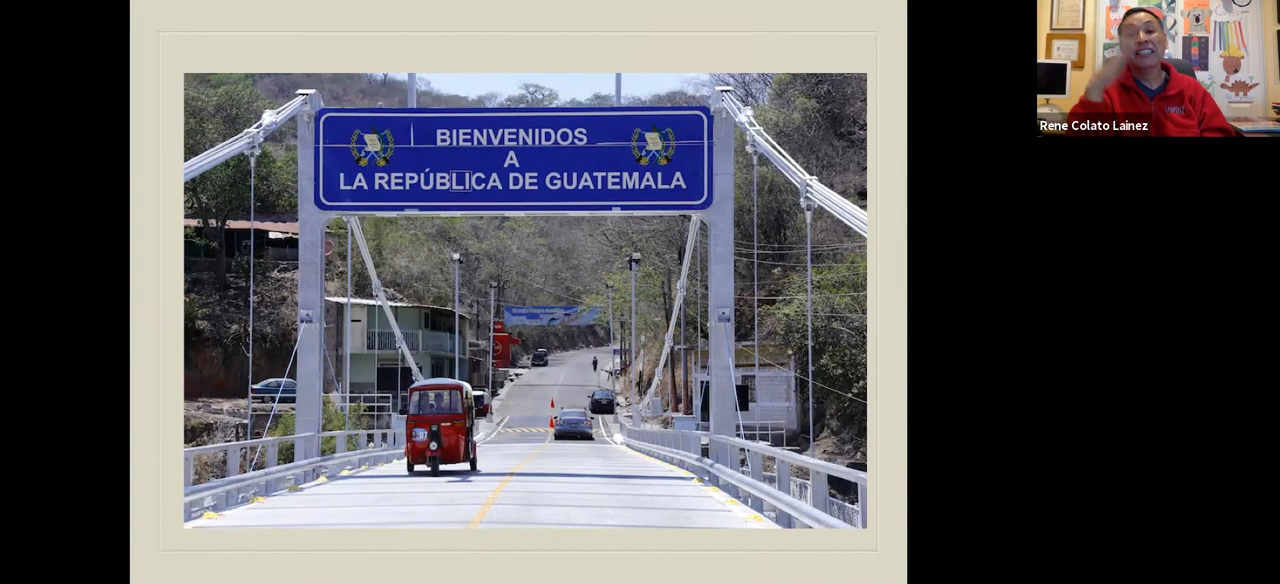 BIENVENIDOS
A
LA REPÚBLICA DE GUATEMALA
Rene Colato Lainez